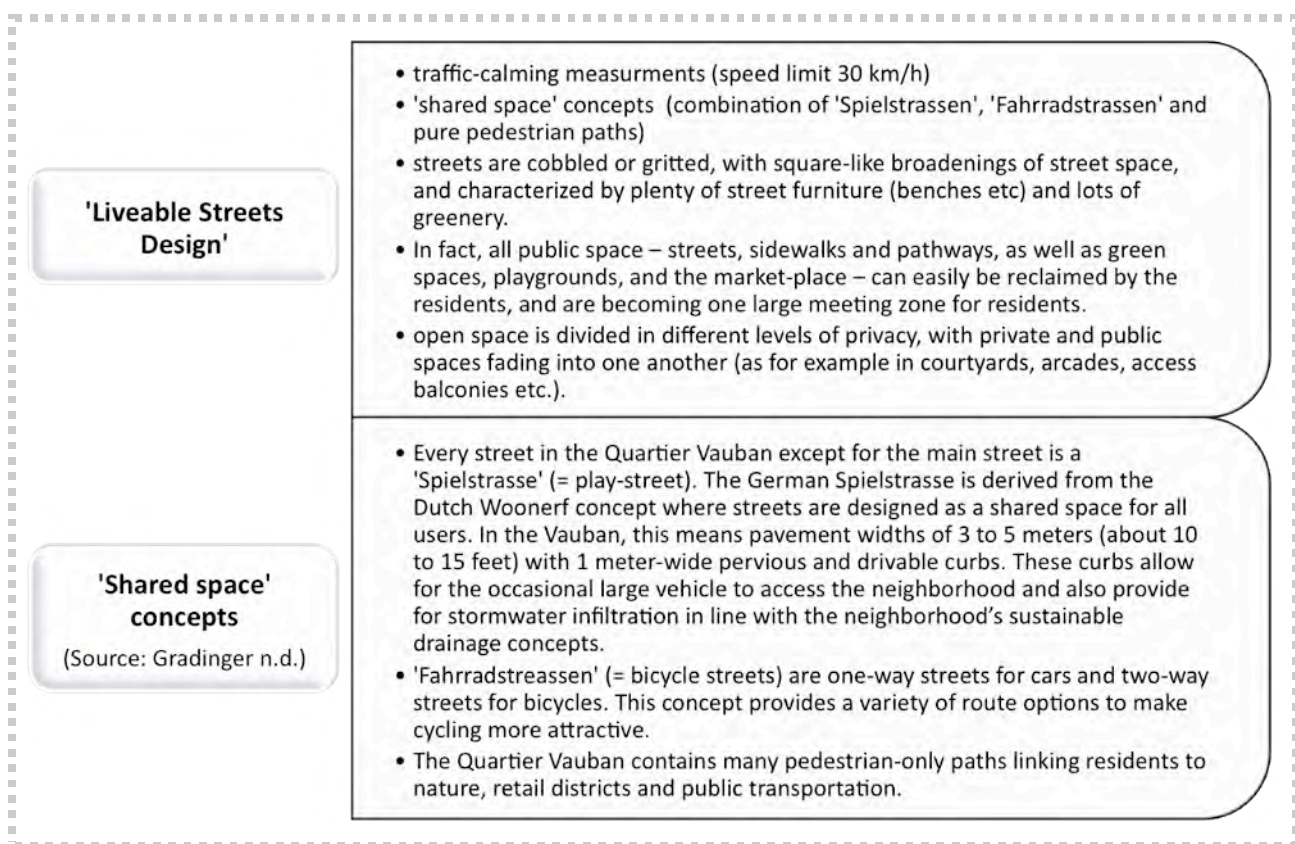 'Liveable Streets
Design'
• traffic-calming measurments (speed limit 30 km/h)
• 'shared space' concepts (combination of 'Spielstrassen', 'Fahrradstrassen' and
pure pedestrian paths)
• streets are cobbled or gritted, with square-like broadenings of street space,
and characterized by plenty of street furniture (benches etc) and lots of
greenery.
• In fact, all public space – streets, sidewalks and pathways, as well as green
spaces, playgrounds, and the market-place – can easily be reclaimed by the
residents, and are becoming one large meeting zone for residents.
• open space is divided in different levels of privacy, with private and public
spaces fading into one another (as for example in courtyards, arcades, access
balconies etc.).
'Shared space'
concepts
(Source: Gradinger n.d.)
• Every street in the Quartier Vauban except for the main street is a
'Spielstrasse' (= play-street). The German Spielstrasse is derived from the
Dutch Woonerf concept where streets are designed as a shared space for all
users. In the Vauban, this means pavement widths of 3 to 5 meters (about 10
to 15 feet) with 1 meter-wide pervious and drivable curbs. These curbs allow
for the occasional large vehicle to access the neighborhood and also provide
for stormwater infiltration in line with the neighborhood’s sustainable
drainage concepts.
• 'Fahrradstreassen' (= bicycle streets) are one-way streets for cars and two-way
streets for bicycles. This concept provides a variety of route options to make
cycling more attractive.
• The Quartier Vauban contains many pedestrian-only paths linking residents to
nature, retail districts and public transportation.